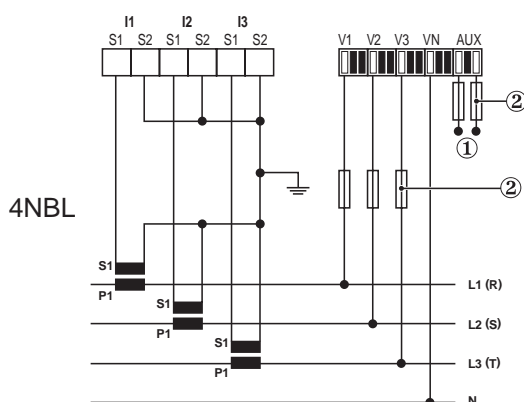 I1 I2 I3
S1 S2 S1 S2 S1 S2
V1 V2 V3 VN AUX
2
1
2
4NBL
S1
P1
L1 (R)
S1
P1
L2 (S)
S1
P1
L3 (T)
N